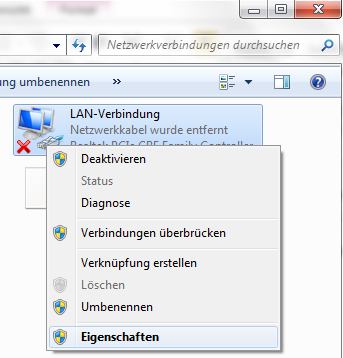 Netzwerkverbindungen durchsuchen
ung umbenennen »
LAN-Verbindung
Netzwerkkabel wurde entfernt
Realtek PCIe GBE Family Controller
Deaktivieren
Status
Diagnose
Verbindungen überbrücken
Verknüpfung erstellen
Löschen
Umbenennen
Eigenschaften